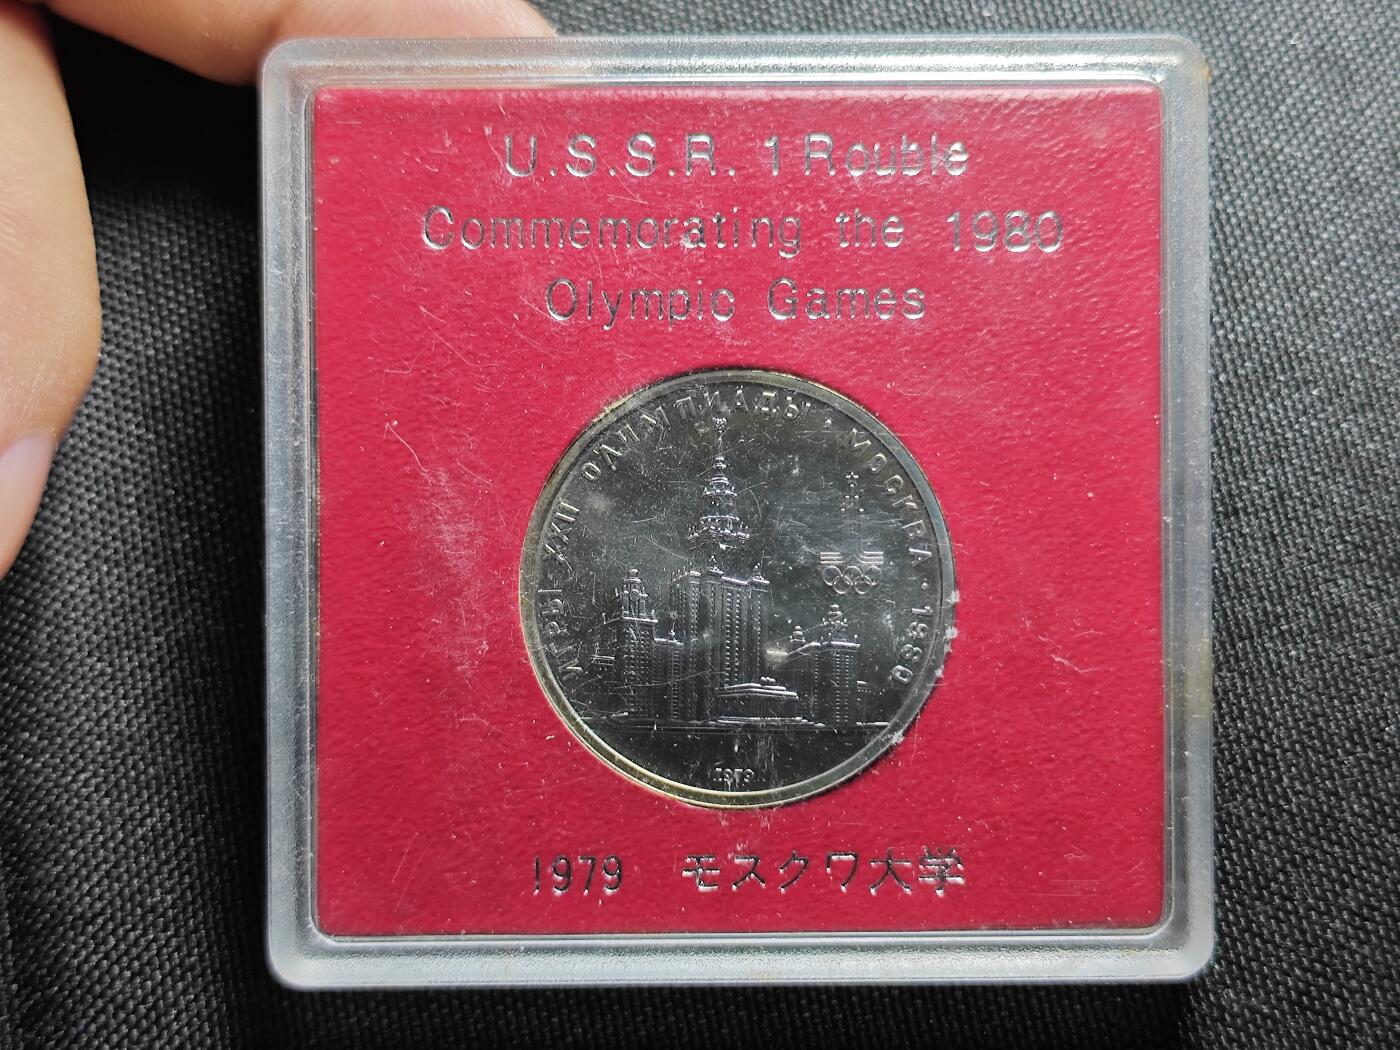 U.S.S.R. 1 Rouble
Commemorating the 1980
Olympic Games
ИГРЫ XXII ОЛИМПИАДЫ · МОСКВА · 1980
1979
1979 モスクワ大学